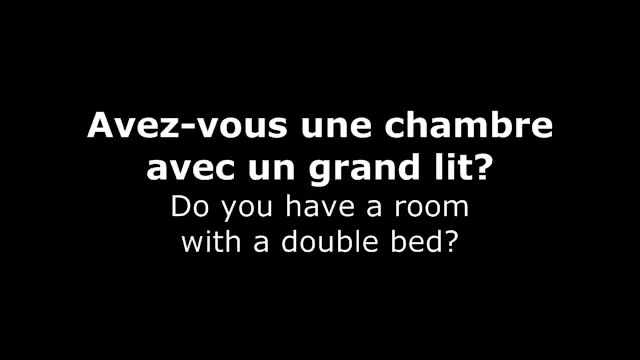 Avez-vous une chambre
avec un grand lit?
Do you have a room
with a double bed?